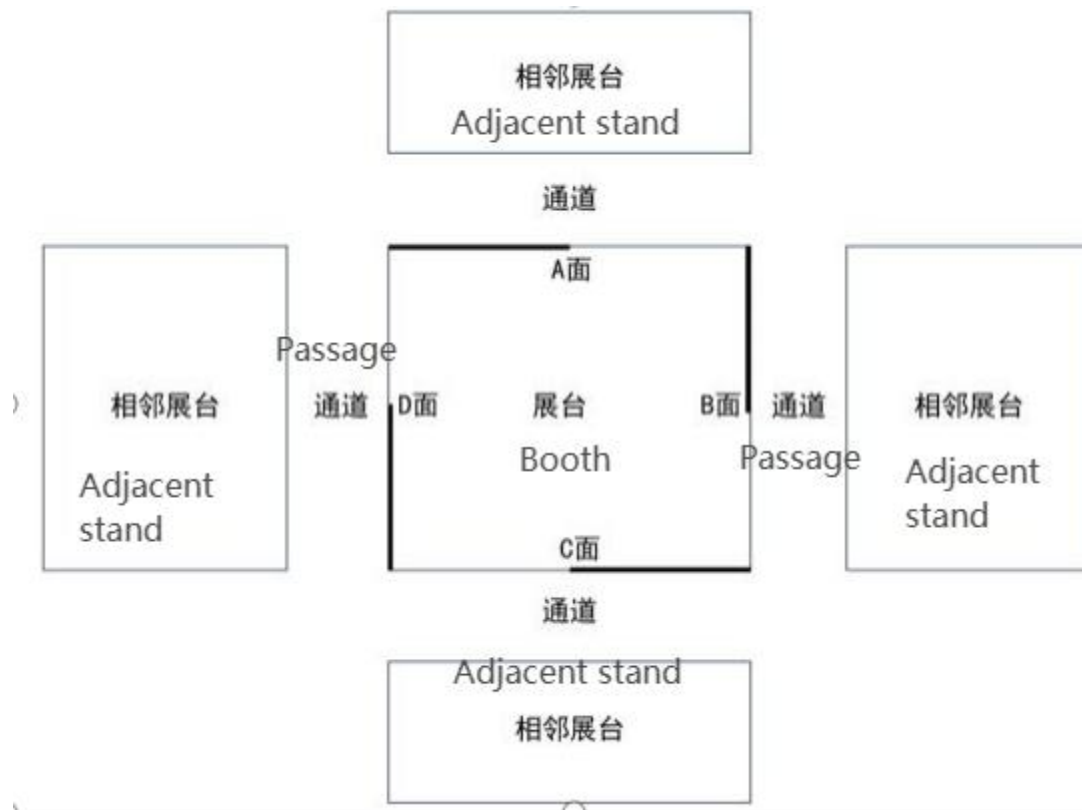 相邻展台
Adjacent stand
通道
A面
Passage
相邻展台
通道
D面
展台
B面
通道
相邻展台
Booth
Passage
Adjacent
stand
Adjacent
stand
C面
通道
Adjacent stand
相邻展台